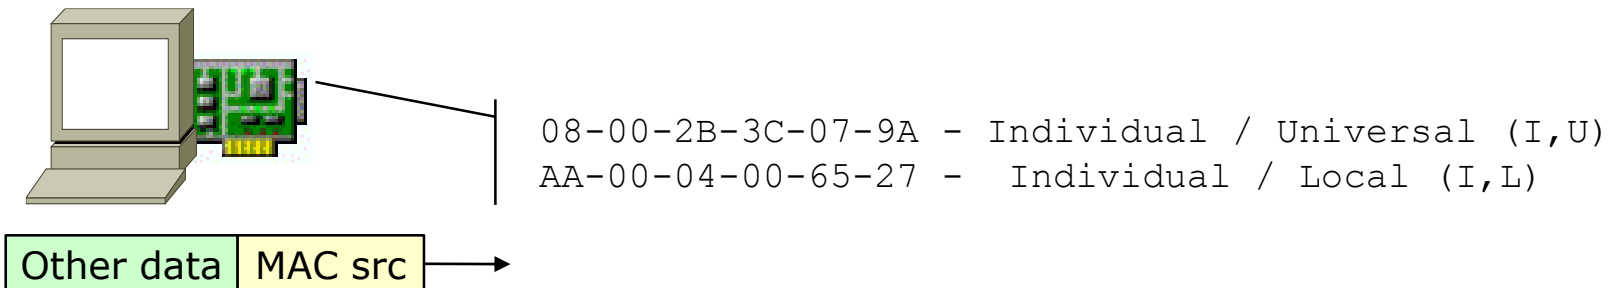 08-00-2B-3C-07-9A - Individual / Universal (I,U)
AA-00-04-00-65-27 - Individual / Local (I,L)
Other data MAC src